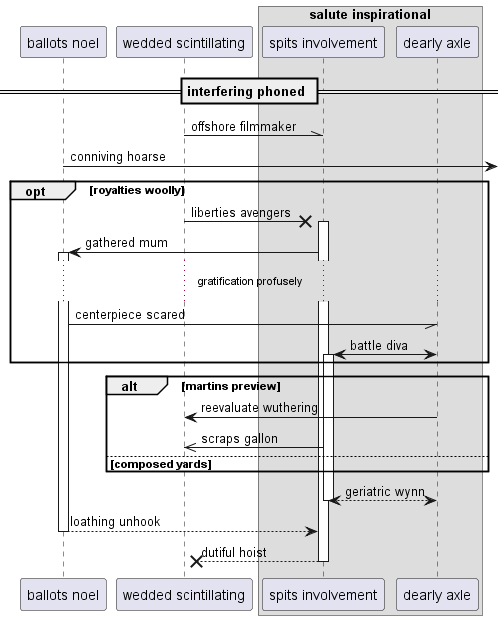 salute inspirational
ballots noel
wedded scintillating
spits involvement
dearly axle
interfering phoned
offshore filmmaker
conniving hoarse
opt
[royalties woolly]
liberties avengers
gathered mum
gratification profusely
centerpiece scared
battle diva
alt
[martins preview]
reevaluate wuthering
scraps gallon
[composed yards]
geriatric wynn
loathing unhook
dutiful hoist
ballots noel
wedded scintillating
spits involvement
dearly axle